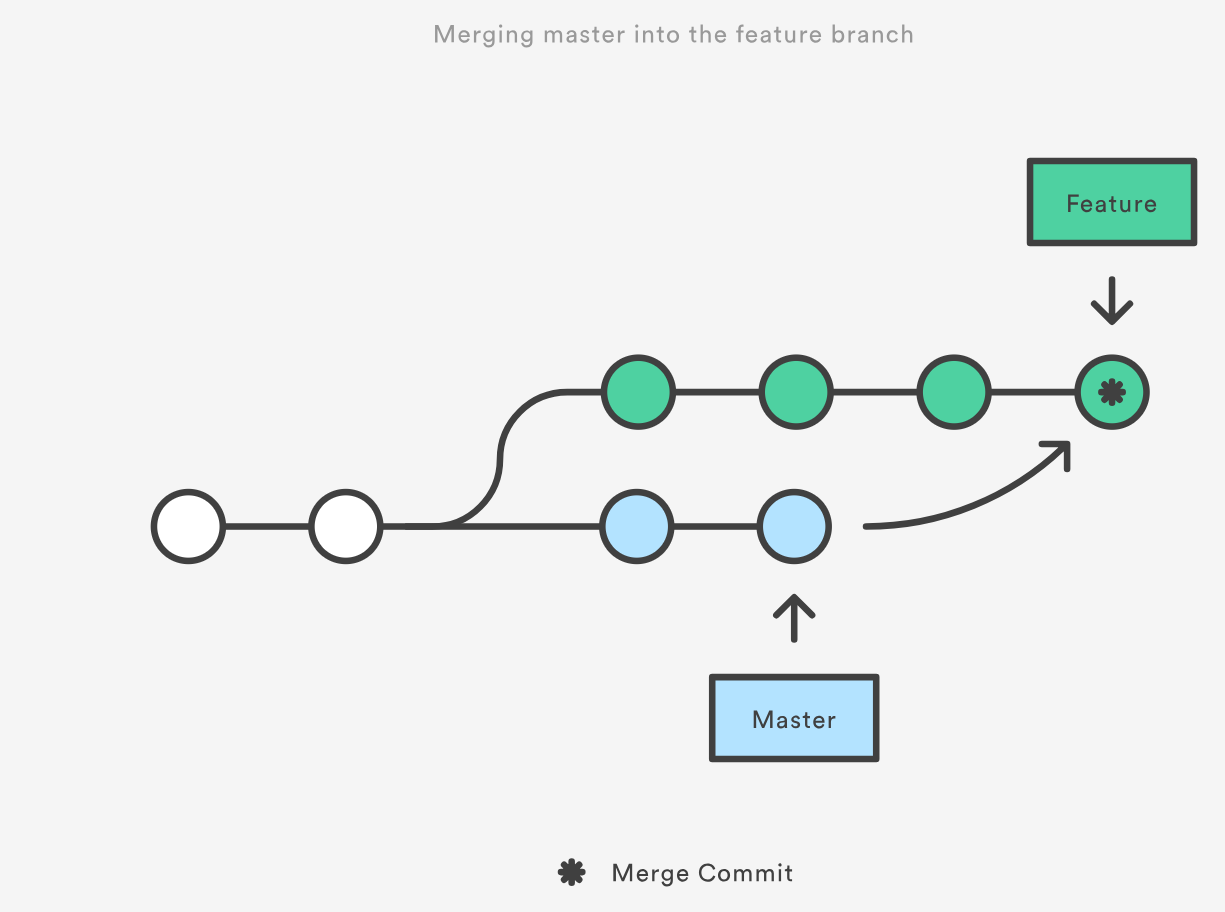 Merging master into the feature branch
Feature
Master
Merge Commit